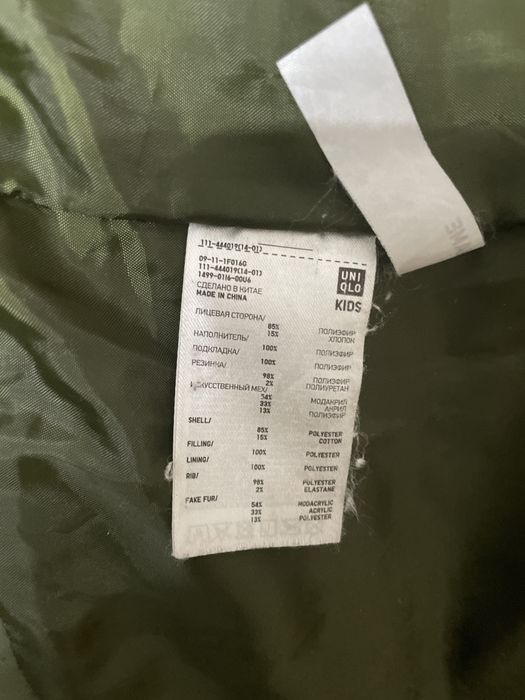 111-444019(14-01)
09-11-1F016G
111-444019(14-01)
1499-0116-00U6
СДЕЛАНО В КИТАЕ
MADE IN CHINA
UNI
QLO
KIDS
ЛИЦЕВАЯ СТОРОНА/
85% ПОЛИЭФИР
15% ХЛОПОК
НАПОЛНИТЕЛЬ/
100% ПОЛИЭФИР
ПОДКЛАДКА/
100% ПОЛИЭФИР
РЕЗИНКА/
98% ПОЛИЭФИР
2% ПОЛИУРЕТАН
ИСКУССТВЕННЫЙ МЕХ/
54% МОДАКРИЛ
33% АКРИЛ
13% ПОЛИЭФИР
SHELL/
85% POLYESTER
15% COTTON
FILLING/
100% POLYESTER
LINING/
100% POLYESTER
RIB/
98% POLYESTER
2% ELASTANE
FAKE FUR/
54% MODACRYLIC
33% ACRYLIC
13% POLYESTER